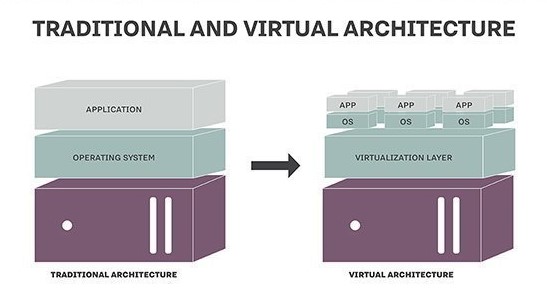 TRADITIONAL AND VIRTUAL ARCHITECTURE
APPLICATION
OPERATING SYSTEM
TRADITIONAL ARCHITECTURE
APP APP APP
OS OS OS
VIRTUALIZATION LAYER
VIRTUAL ARCHITECTURE